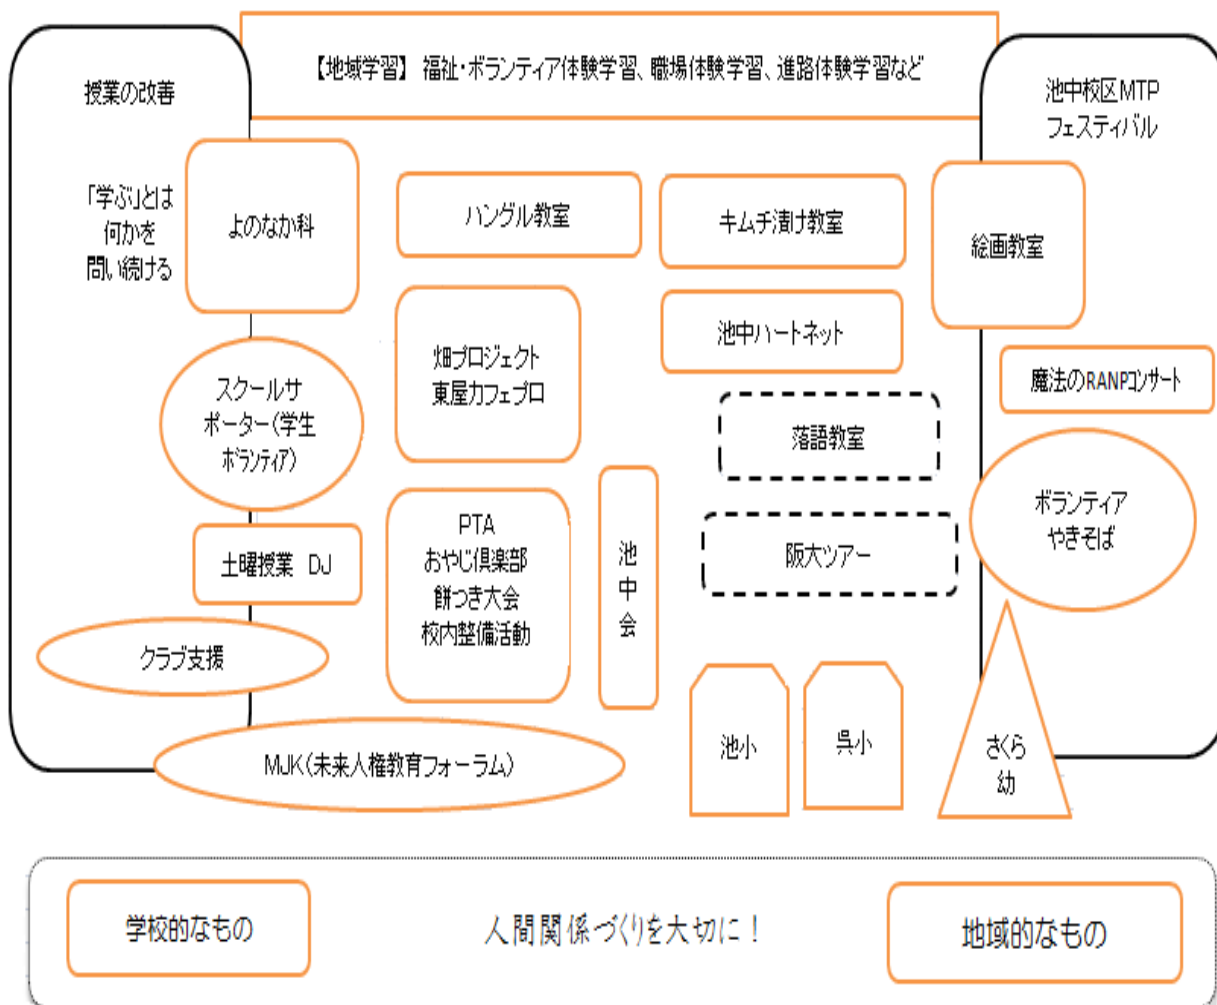 【地域学習】 福祉・ボランティア体験学習、職場体験学習、進路体験学習など
授業の改善
「学ぶ」とは
何かを
問い続ける
池中校区MTP
フェスティバル
よのなか科
ハングル教室
キムチ漬け教室
絵画教室
畑プロジェクト
東屋カフェプロ
池中ハートネット
魔法のRANPコンサート
スクールサ
ポーター(学生
ボランティア)
落語教室
ボランティア
やきそば
土曜授業 DJ
PTA
おやじ倶楽部
餅つき大会
校内整備活動
池中会
阪大ツアー
クラブ支援
MJK(未来人権教育フォーラム)
池小
呉小
さくら
幼
学校的なもの
人間関係づくりを大切に！
地域的なもの